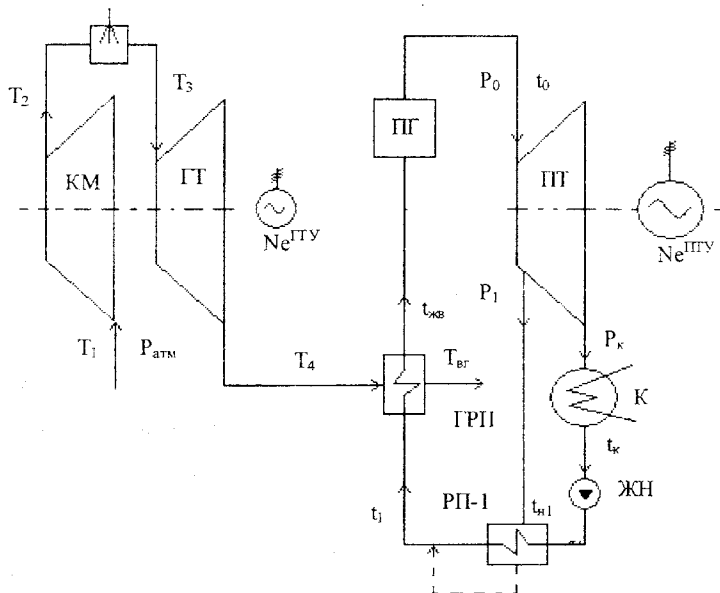 T₂
T₃
P₀
t₀
ПГ
КМ
ГТ
ПТ
Ne^ГТУ
Ne^ПТУ
P₁
t_жв
T₁
P_атм
T₄
T_вг
P_к
К
ГРП
t_к
РП-1
t_н1
ЖН
t₁